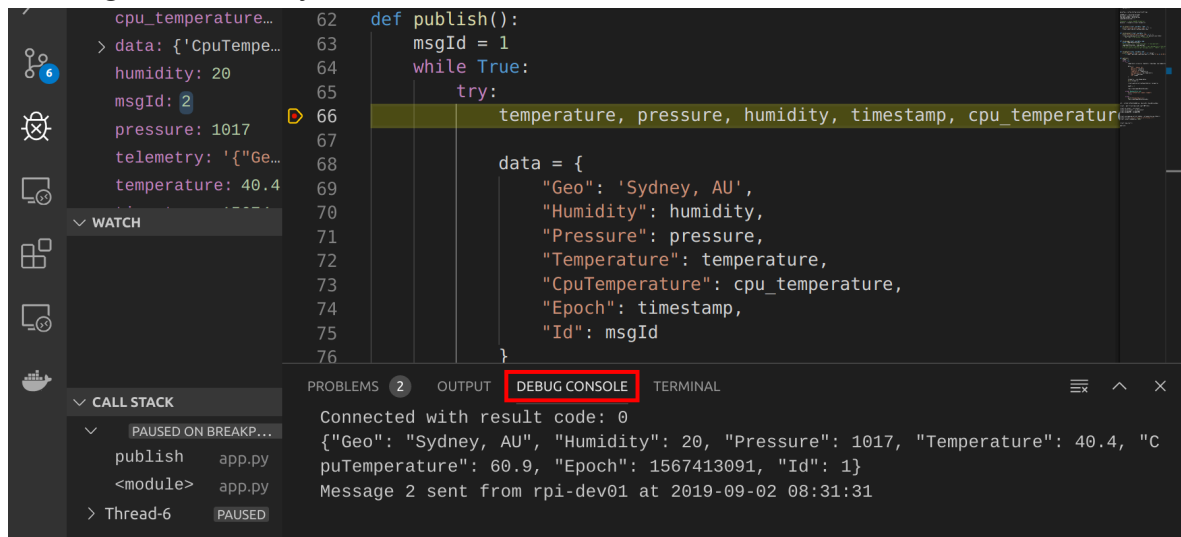 6
cpu_temperature…
> data: {'CpuTempe…
humidity: 20
msgId: 2
pressure: 1017
telemetry: '{"Ge…
temperature: 40.4
WATCH
CALL STACK
PAUSED ON BREAKP…
publish app.py
<module> app.py
> Thread-6 PAUSED
62 def publish():
63 msgId = 1
64 while True:
65 try:
66 temperature, pressure, humidity, timestamp, cpu_temperatur
67
68 data = {
69 "Geo": 'Sydney, AU',
70 "Humidity": humidity,
71 "Pressure": pressure,
72 "Temperature": temperature,
73 "CpuTemperature": cpu_temperature,
74 "Epoch": timestamp,
75 "Id": msgId
76 }
PROBLEMS 2 OUTPUT DEBUG CONSOLE TERMINAL
Connected with result code: 0
{"Geo": "Sydney, AU", "Humidity": 20, "Pressure": 1017, "Temperature": 40.4, "C
puTemperature": 60.9, "Epoch": 1567413091, "Id": 1}
Message 2 sent from rpi-dev01 at 2019-09-02 08:31:31